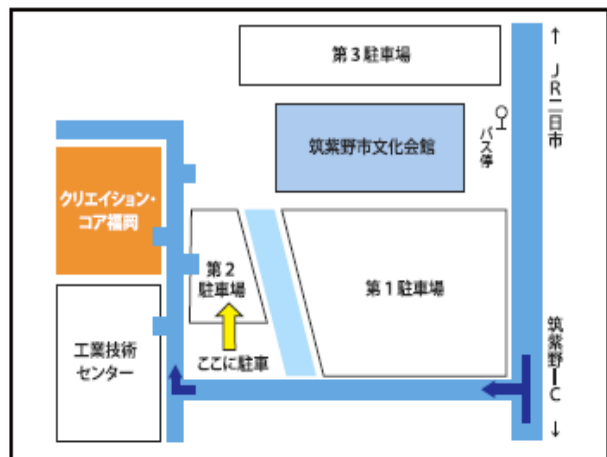 第3駐車場
筑紫野市文化会館
バス停
↑ JR二日市
クリエイション・
コア福岡
第2
駐車場
第1駐車場
工業技術
センター
ここに駐車
筑紫野IC ↓